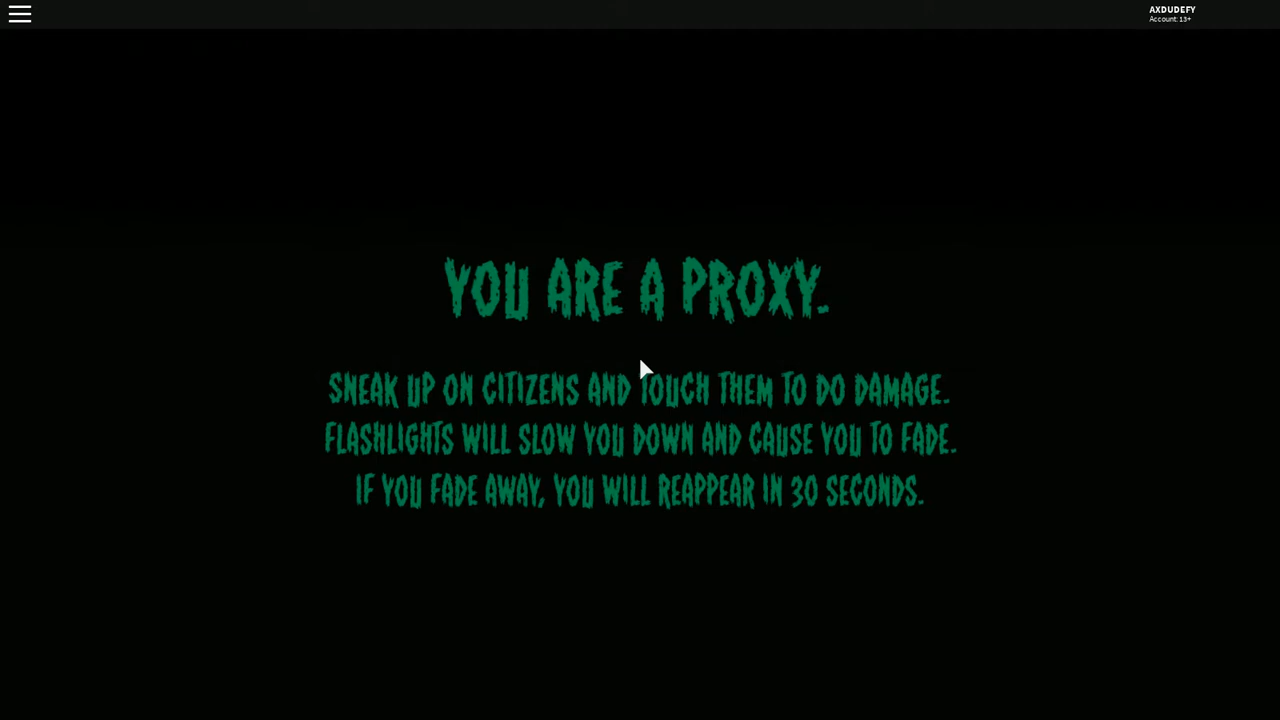 AXDUDEFY
Account: 13+
YOU ARE A PROXY.
SNEAK UP ON CITIZENS AND TOUCH THEM TO DO DAMAGE.
FLASHLIGHTS WILL SLOW YOU DOWN AND CAUSE YOU TO FADE.
IF YOU FADE AWAY, YOU WILL REAPPEAR IN 30 SECONDS.